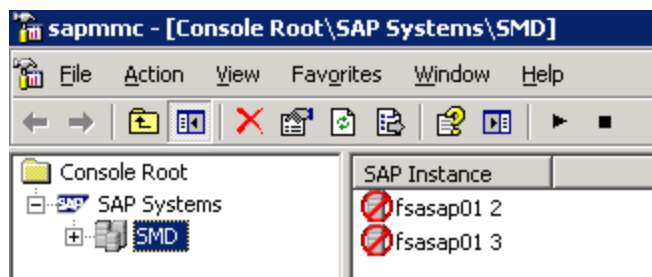 sapmmc - [Console Root\SAP Systems\SMD]
File Action View Favorites Window Help
Console Root
SAP Systems
SMD
SAP Instance
fsasap01 2
fsasap01 3